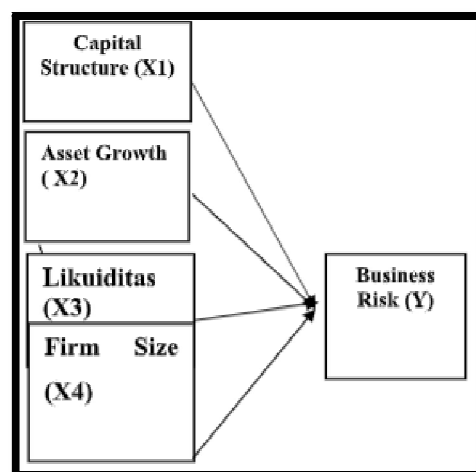 Capital
Structure (X1)
Asset Growth
( X2)
Likuiditas
(X3)
Firm Size
(X4)
Business
Risk (Y)